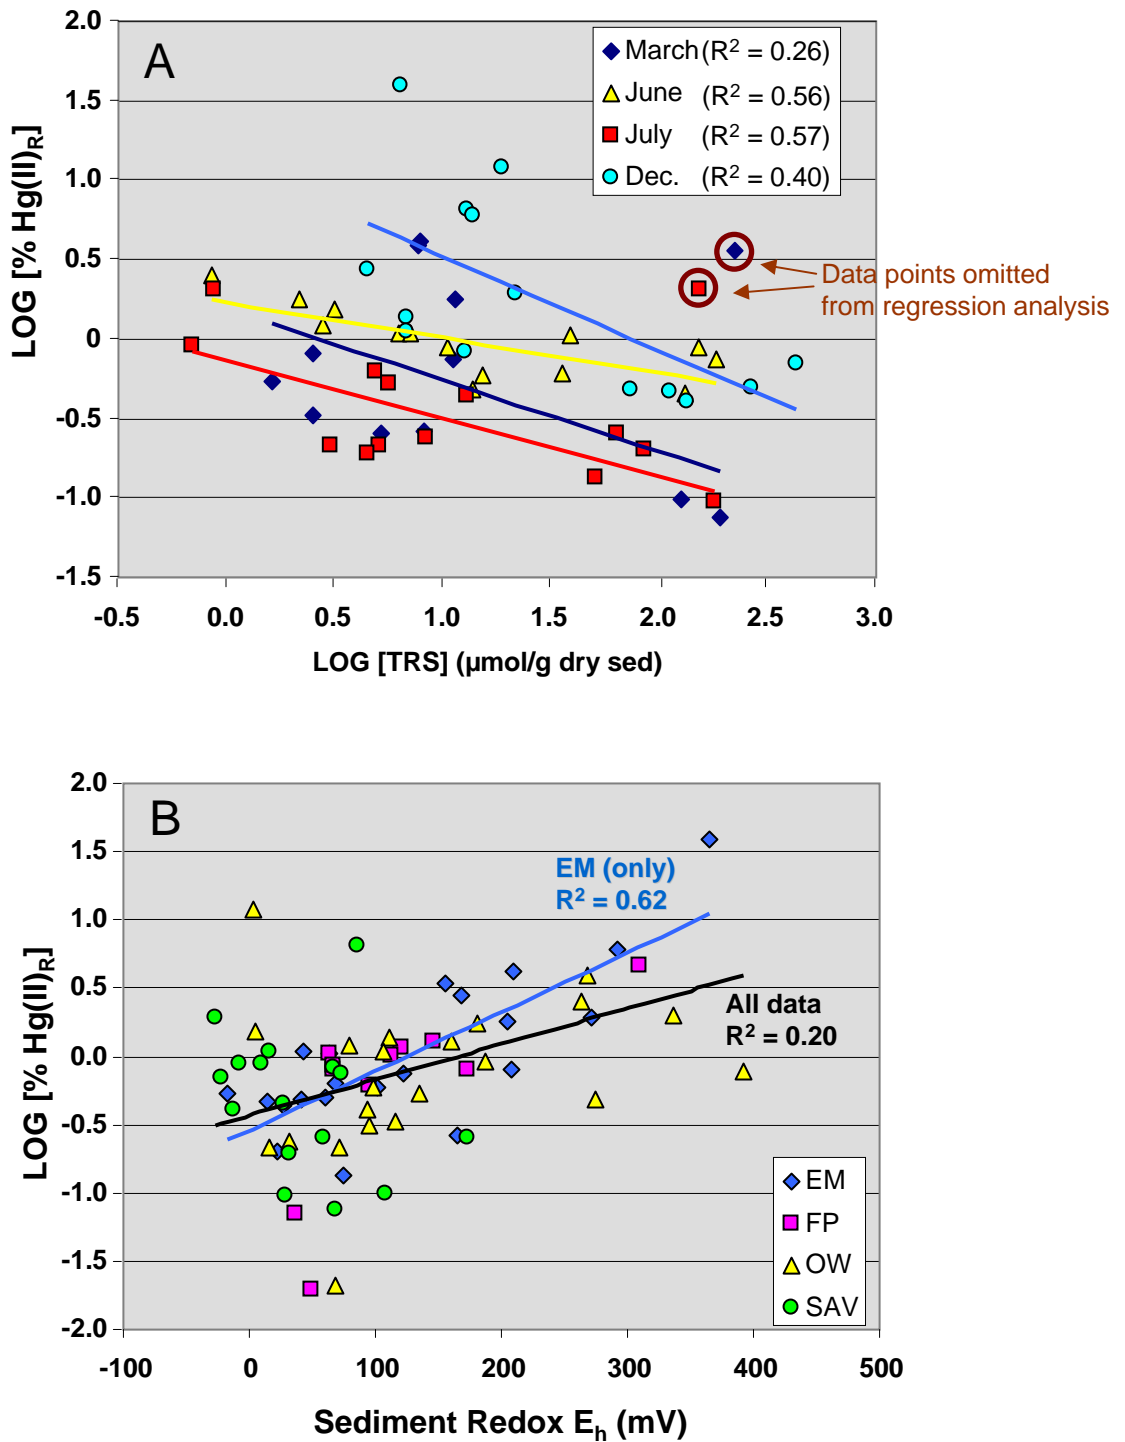 A
March (R² = 0.26)
June (R² = 0.56)
July (R² = 0.57)
Dec. (R² = 0.40)
Data points omitted
from regression analysis
LOG [% Hg(II)R]
2.0
1.5
1.0
0.5
0
-0.5
-1.0
-1.5
-0.5 0.0 0.5 1.0 1.5 2.0 2.5 3.0
LOG [TRS] (µmol/g dry sed)
B
EM (only)
R² = 0.62
All data
R² = 0.20
EM
FP
OW
SAV
LOG [% Hg(II)R]
2.0
1.5
1.0
0.5
0.0
-0.5
-1.0
-1.5
-2.0
-100 0 100 200 300 400 500
Sediment Redox Eh (mV)